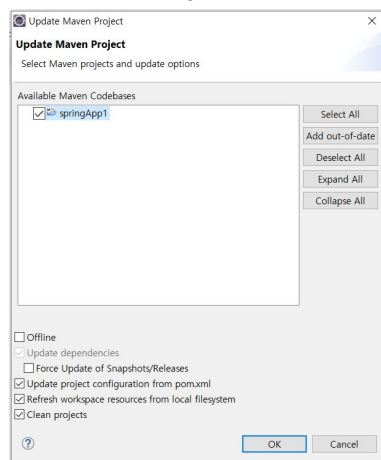 Update Maven Project
Update Maven Project
Select Maven projects and update options
Available Maven Codebases
springApp1
Select All
Add out-of-date
Deselect All
Expand All
Collapse All
Offline
Update dependencies
Force Update of Snapshots/Releases
Update project configuration from pom.xml
Refresh workspace resources from local filesystem
Clean projects
OK
Cancel